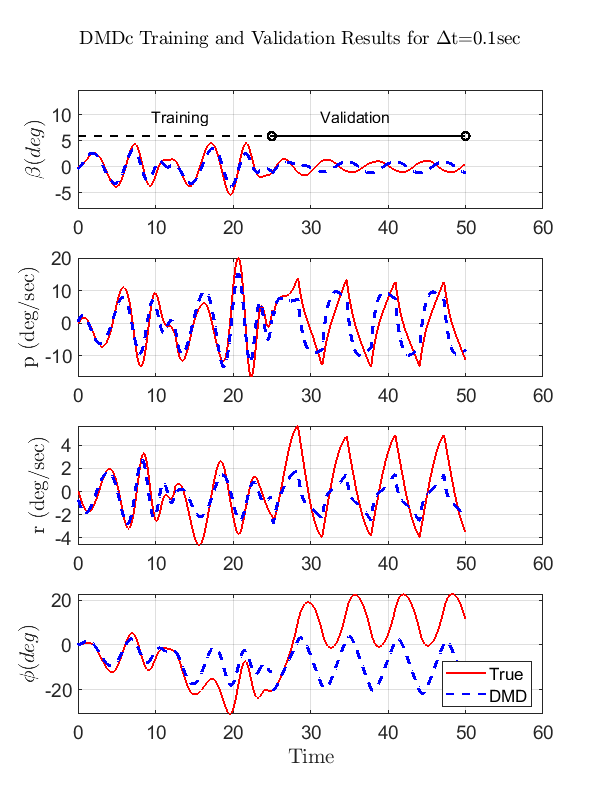 DMDc Training and Validation Results for Δt=0.1sec
Training
Validation
β(deg)
10
5
0
-5
0 10 20 30 40 50 60
p (deg/sec)
20
10
0
-10
0 10 20 30 40 50 60
r (deg/sec)
4
2
0
-2
-4
0 10 20 30 40 50 60
ϕ(deg)
20
0
-20
True
DMD
0 10 20 30 40 50 60
Time